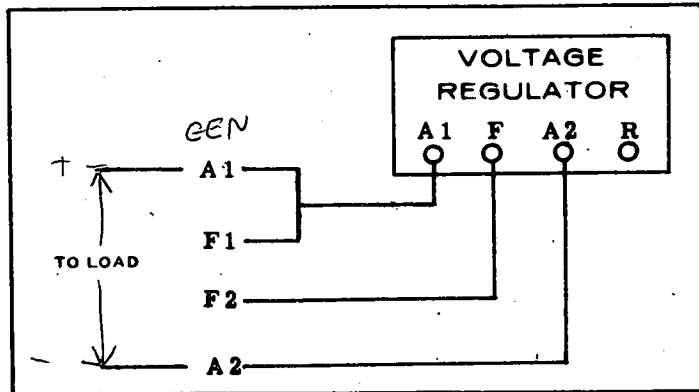 VOLTAGE
REGULATOR
A1 F A2 R
GEN
+ A1
F1
TO LOAD
F2
- A2